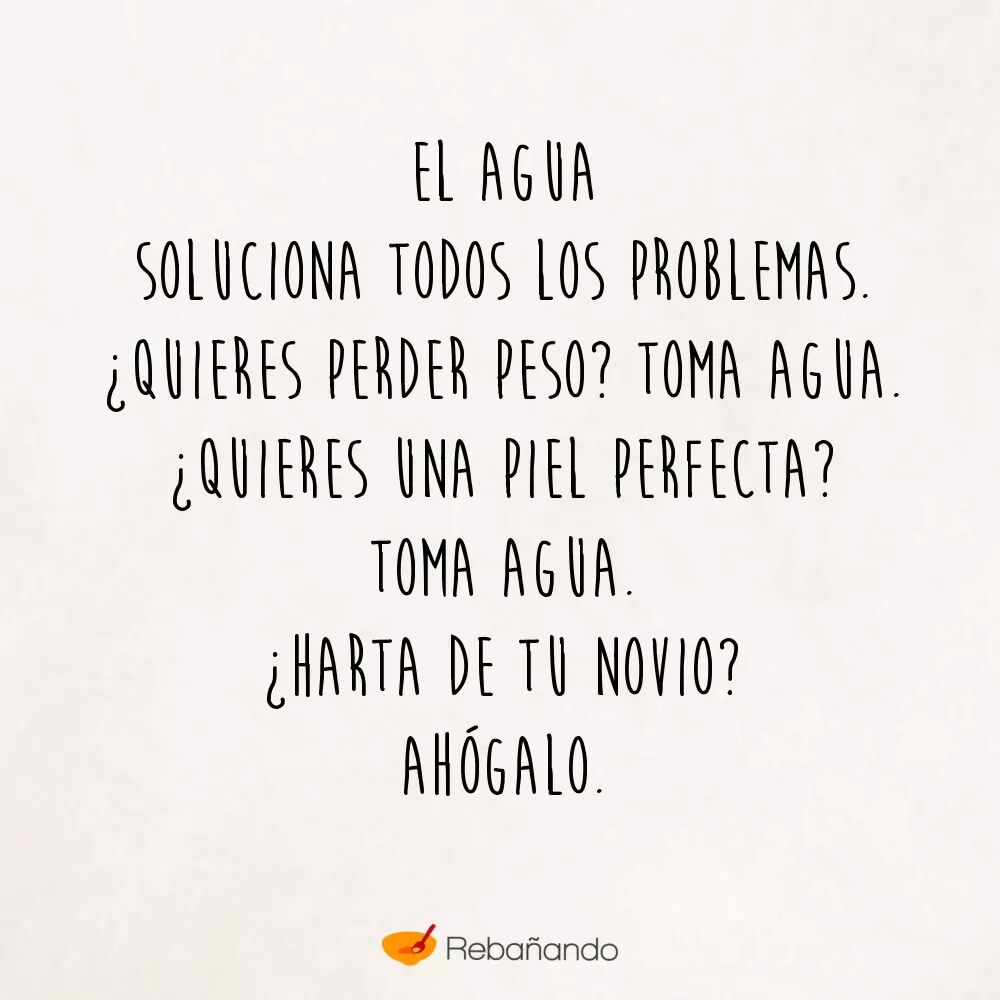 EL AGUA
SOLUCIONA TODOS LOS PROBLEMAS.
¿QUIERES PERDER PESO? TOMA AGUA.
¿QUIERES UNA PIEL PERFECTA?
TOMA AGUA.
¿HARTA DE TU NOVIO?
AHÓGALO.
Rebañando